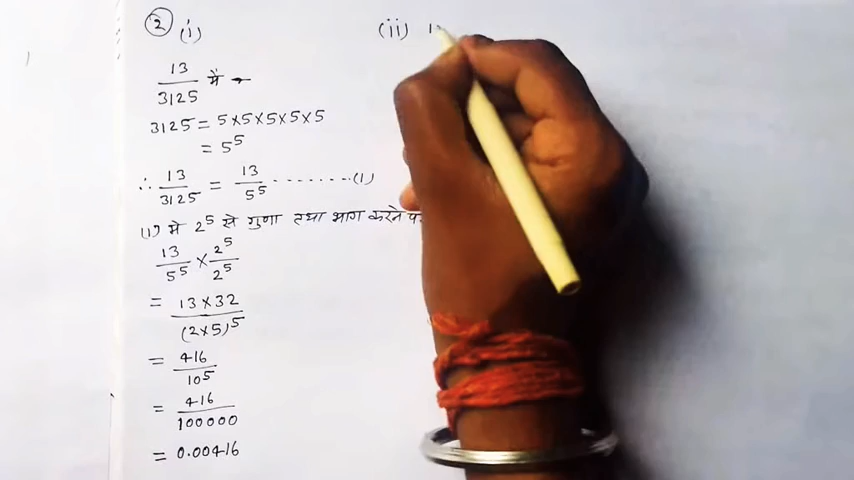 ② (i)
13/3125 में -
3125 = 5×5×5×5×5
= 5⁵
∴ 13/3125 = 13/5⁵ ........(1)
(1) मे 2⁵ से गुणा तथा भाग करने
13/5⁵ × 2⁵/2⁵
= 13×32/(2×5)⁵
= 416/10⁵
= 416/100000
= 0.00416
(ii)